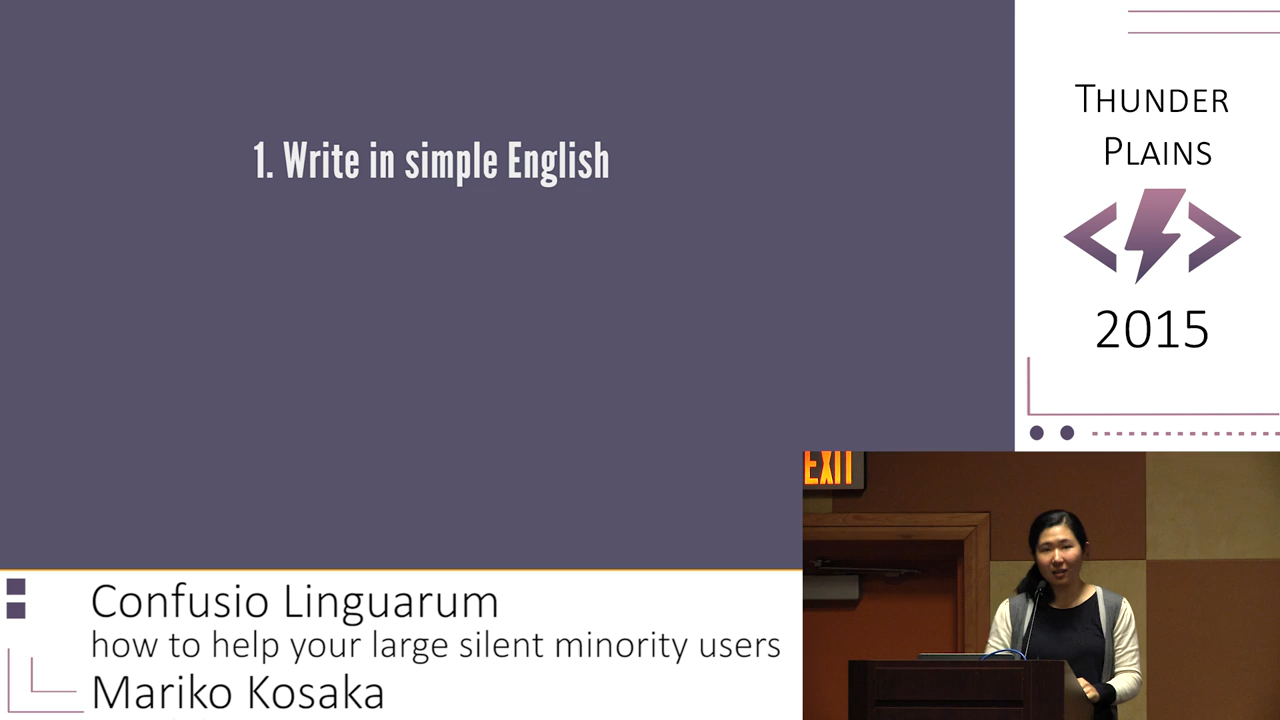 1. Write in simple English
THUNDER
PLAINS
2015
EXIT
Confusio Linguarum
how to help your large silent minority users
Mariko Kosaka